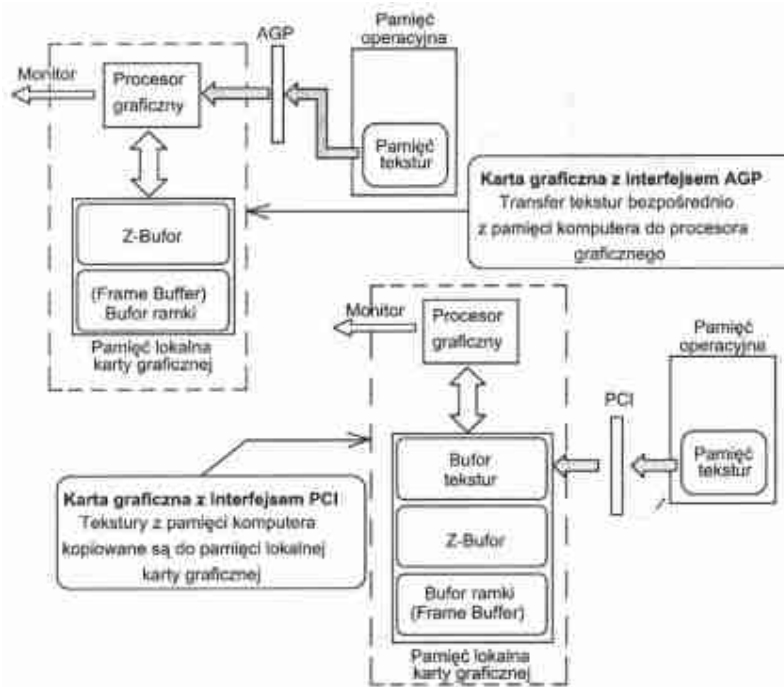 Pamięć
operacyjna
AGP
Monitor
Procesor
graficzny
Pamięć
tekstur
Z-Bufor
(Frame Buffer)
Bufor ramki
Pamięć lokalna
karty graficznej
Karta graficzna z interfejsem AGP
Transfer tekstur bezpośrednio
z pamięci komputera do procesora
graficznego
Monitor
Procesor
graficzny
Pamięć
operacyjna
PCI
Bufor
tekstur
Pamięć
tekstur
Z-Bufor
Bufor ramki
(Frame Buffer)
Pamięć lokalna
karty graficznej
Karta graficzna z interfejsem PCI
Tekstury z pamięci komputera
kopiowane są do pamięci lokalnej
karty graficznej